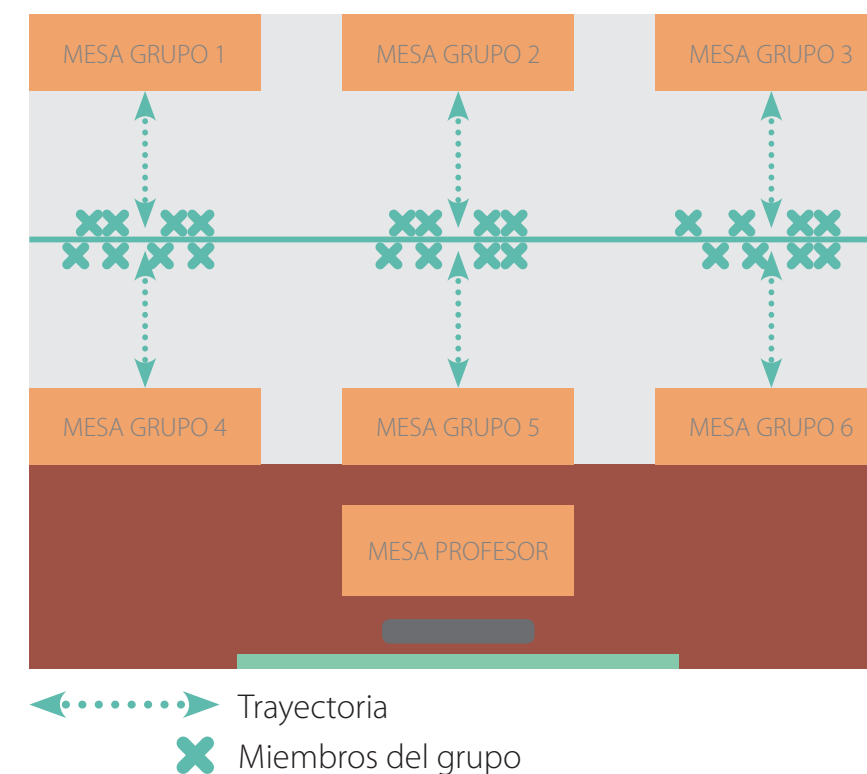 MESA GRUPO 1
MESA GRUPO 2
MESA GRUPO 3
MESA GRUPO 4
MESA GRUPO 5
MESA GRUPO 6
MESA PROFESOR
Trayectoria
Miembros del grupo